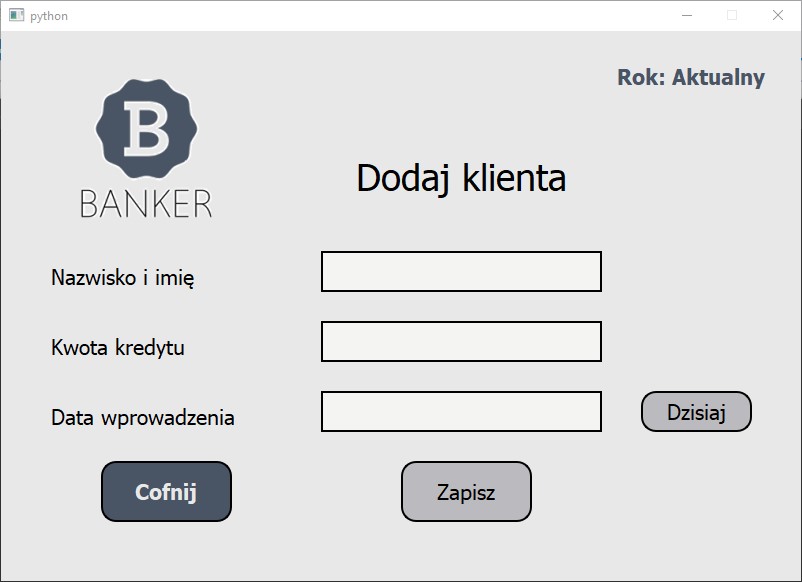 python
Rok: Aktualny
B
BANKER
Dodaj klienta
Nazwisko i imię
Kwota kredytu
Data wprowadzenia
Dzisiaj
Cofnij
Zapisz